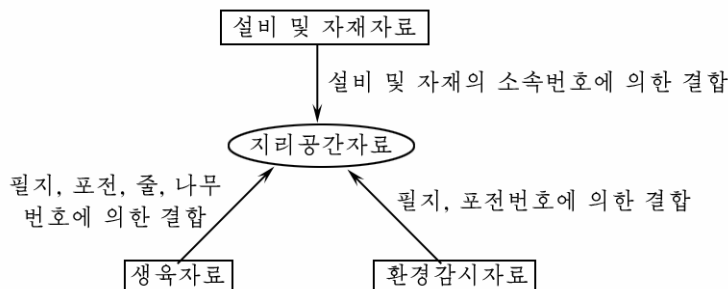 설비 및 자재자료
설비 및 자재의 소속번호에 의한 결합
지리공간자료
필지, 포전, 줄, 나무
번호에 의한 결합
필지, 포전번호에 의한 결합
생육자료
환경감시자료